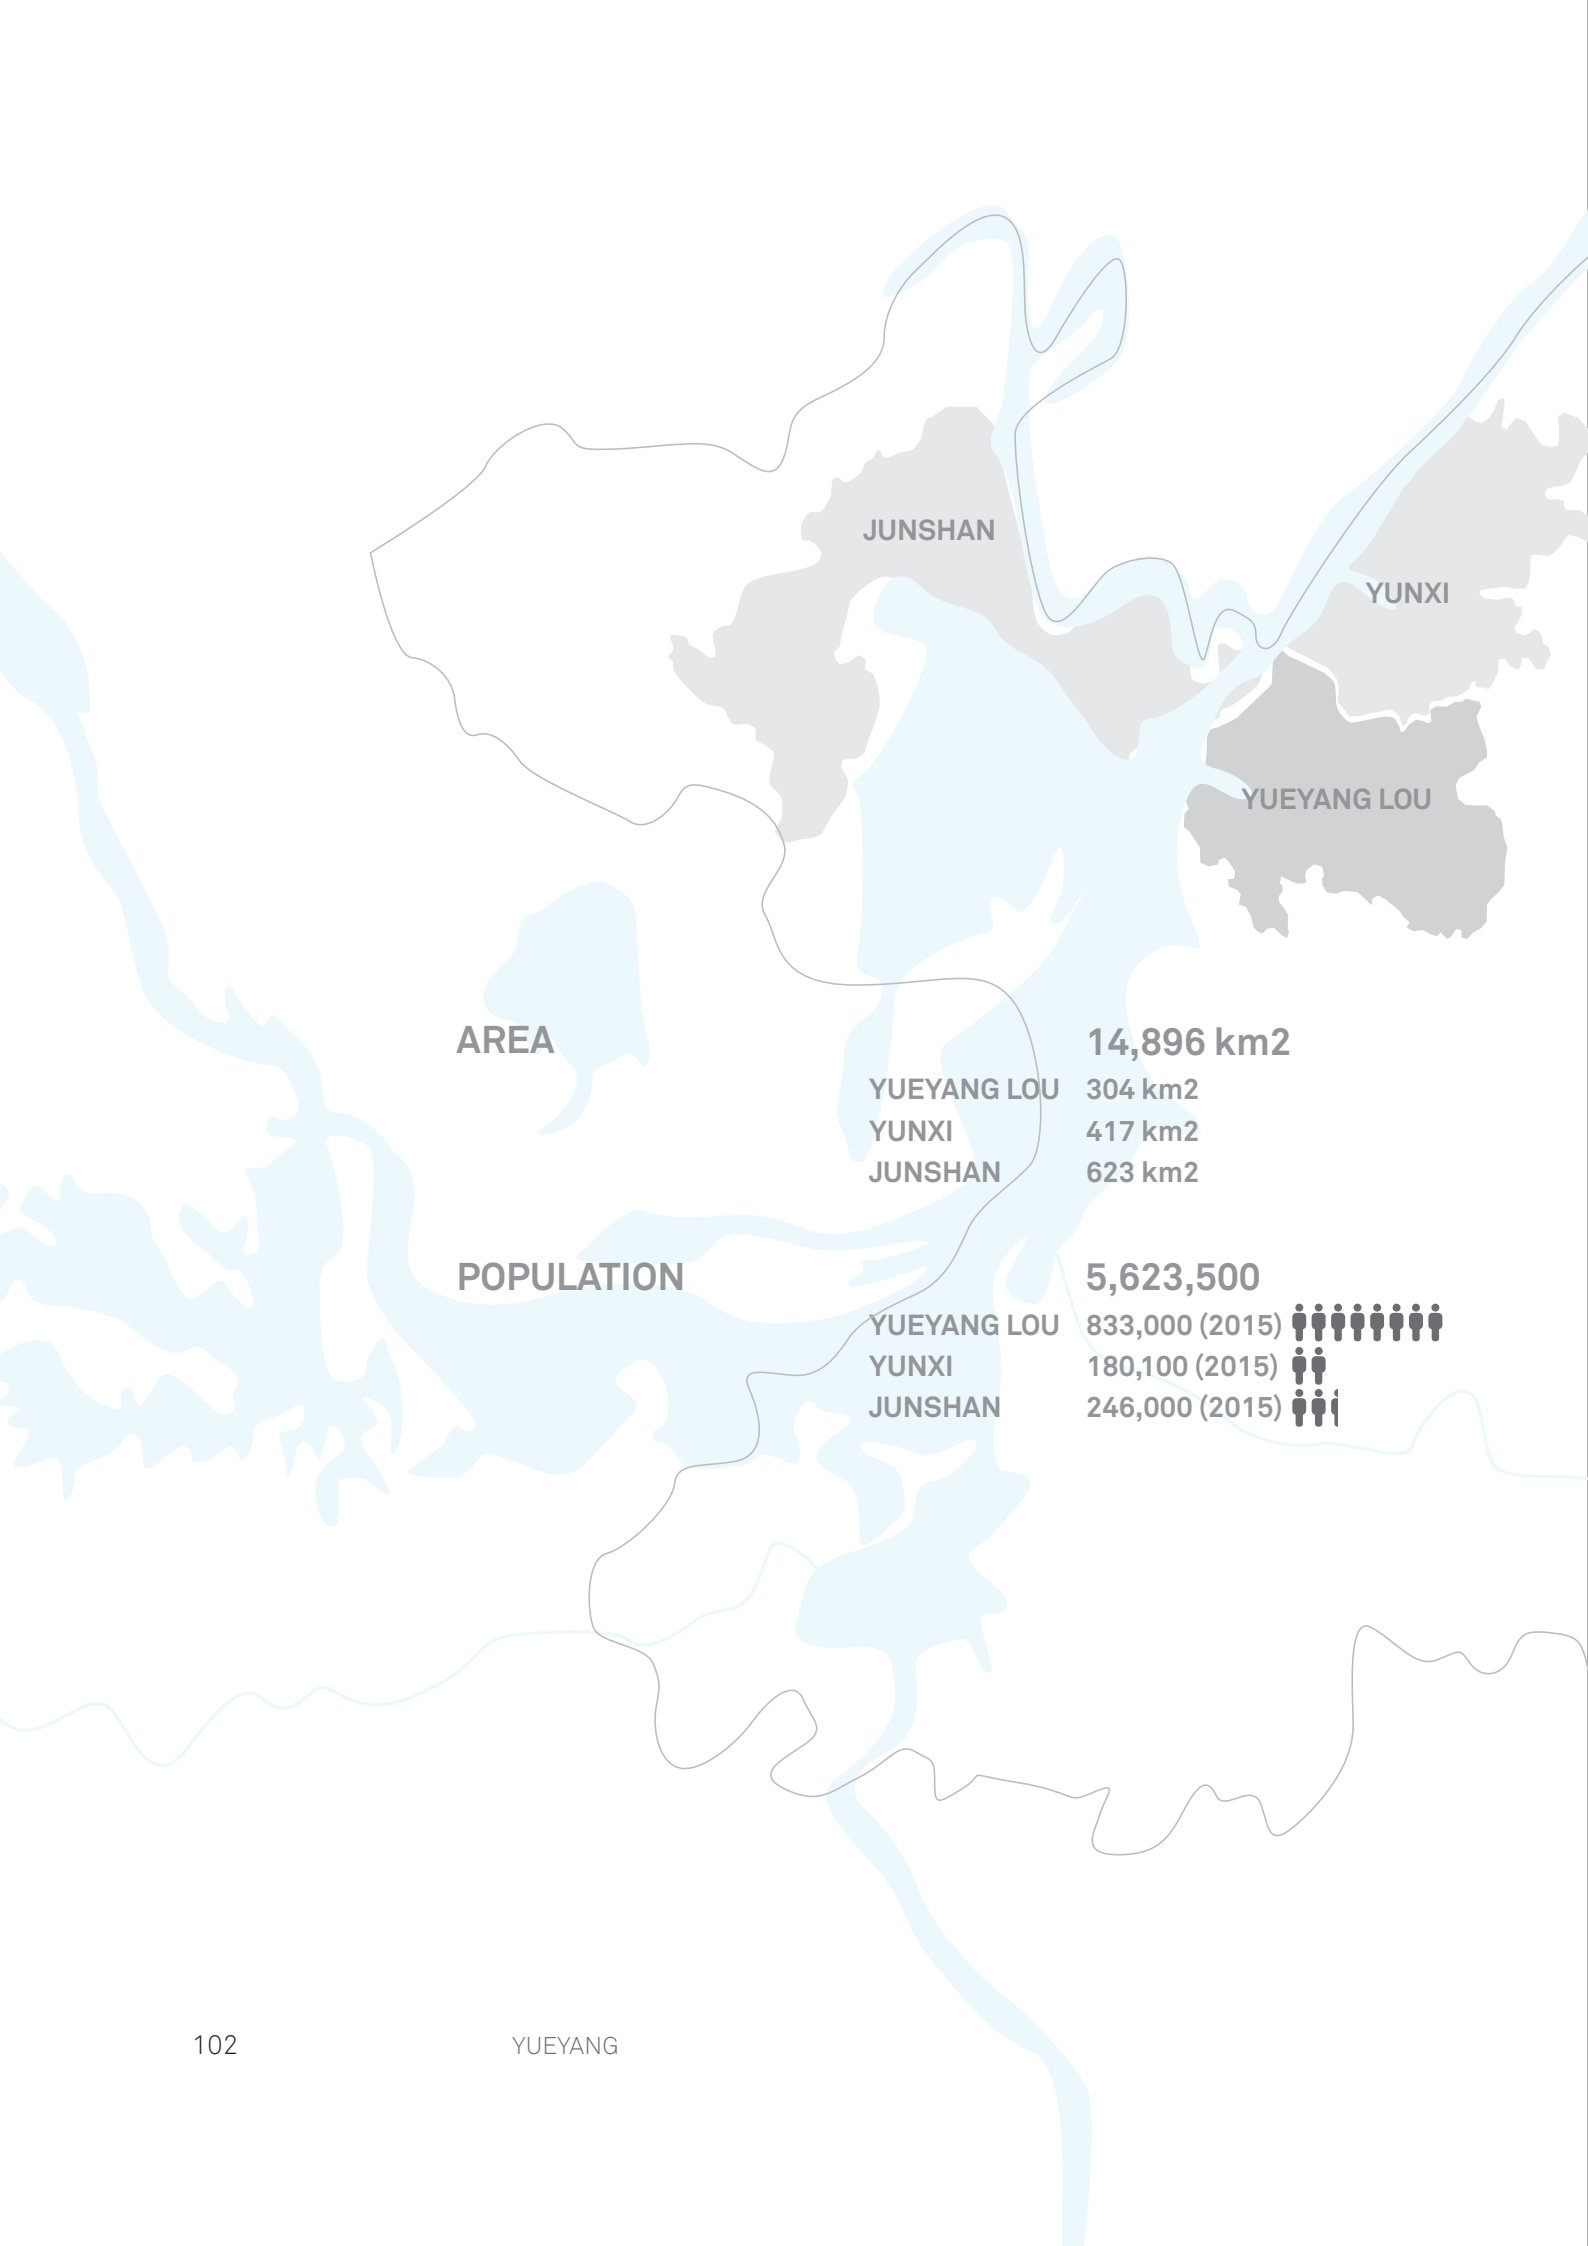 JUNSHAN
YUNXI
YUEYANG LOU
AREA 14,896 km2
YUEYANG LOU 304 km2
YUNXI 417 km2
JUNSHAN 623 km2
POPULATION 5,623,500
YUEYANG LOU 833,000 (2015)
YUNXI 180,100 (2015)
JUNSHAN 246,000 (2015)
102 YUEYANG